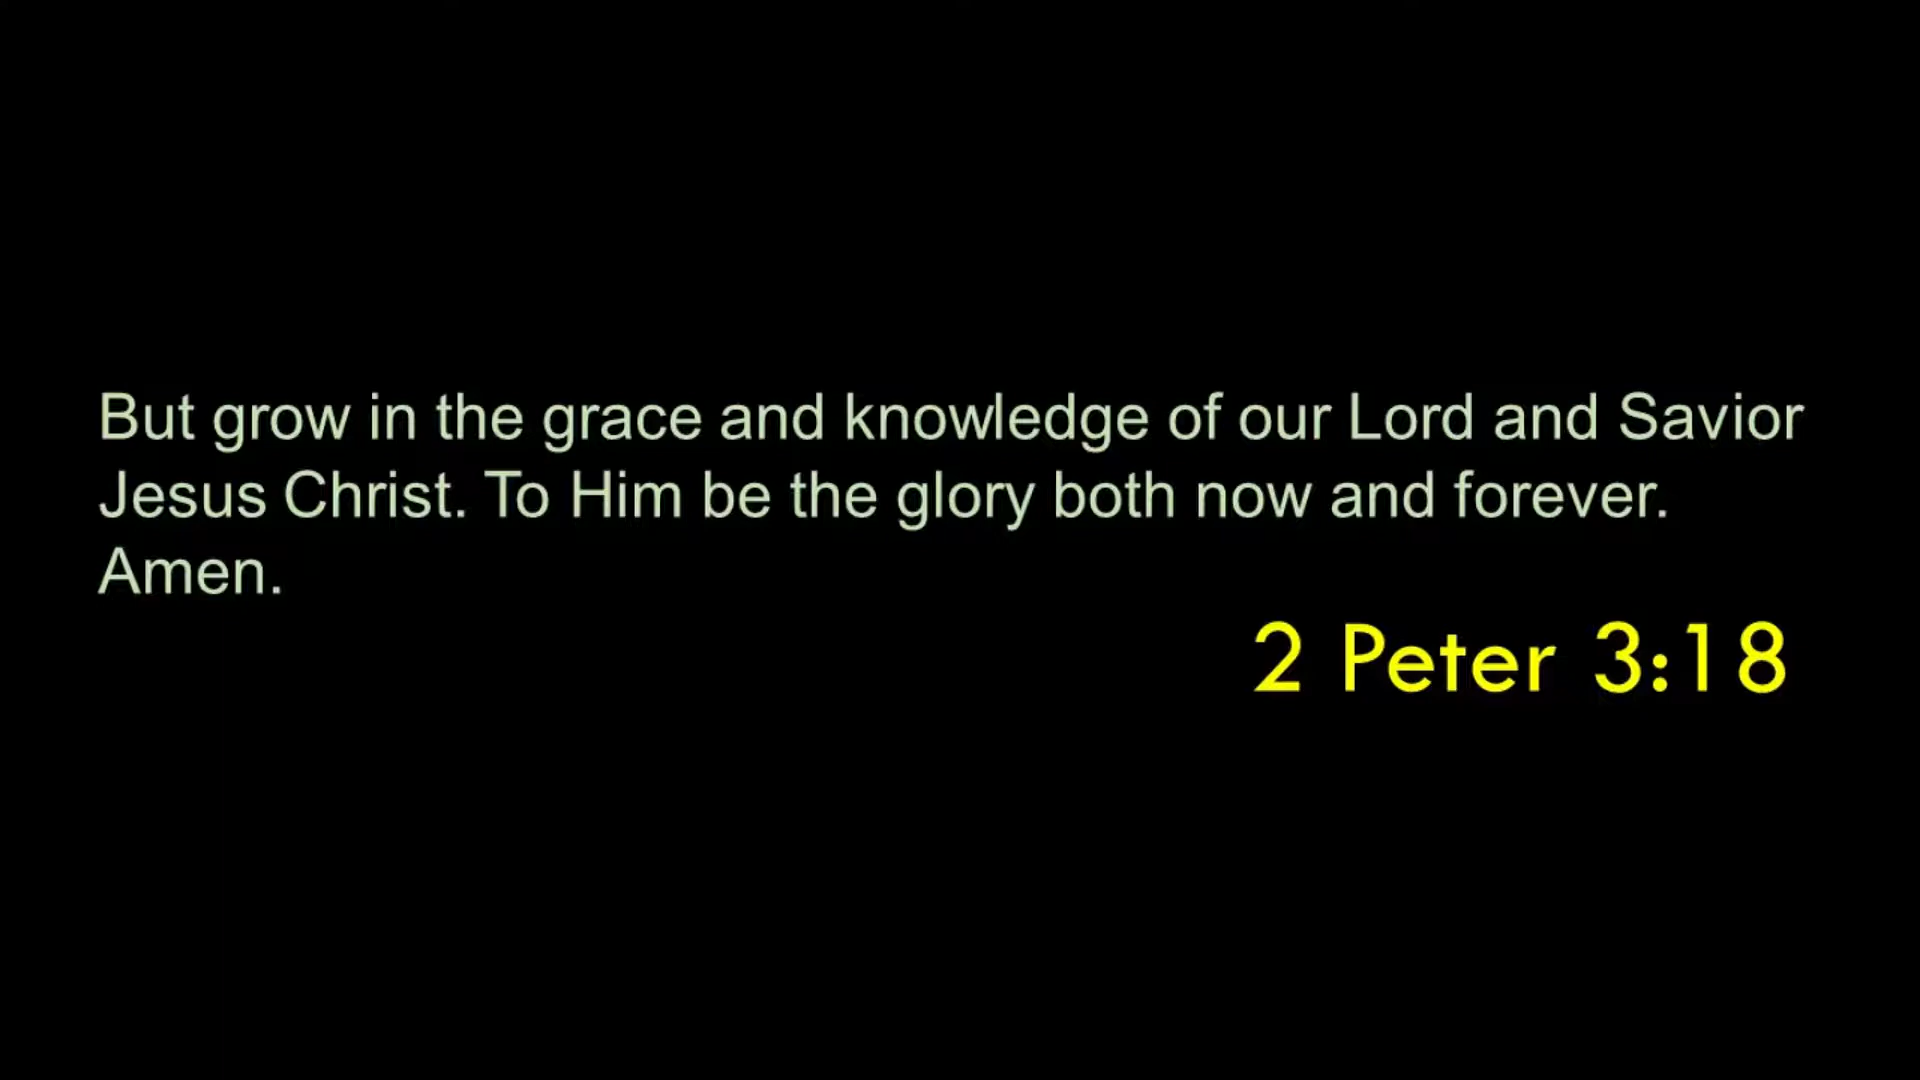 But grow in the grace and knowledge of our Lord and Savior
Jesus Christ. To Him be the glory both now and forever.
Amen.
2 Peter 3:18